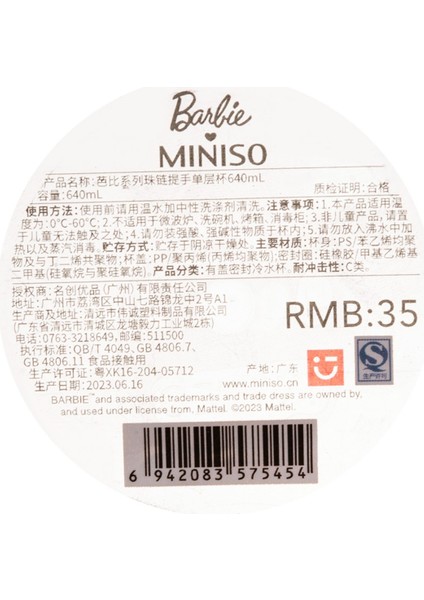 Barbie
MINISO
产品名称: 芭比系列珠链提手单层杯640mL
容量: 640mL
质检证明: 合格
使用方法: 使用前请用温水加中性洗涤剂清洗。注意事项: 1.本产品适用温
度为0℃-60℃; 2.不适用于微波炉、洗碗机、烤箱、消毒柜; 3.非儿童产品, 请置
于儿童无法触及之处; 4.请勿装强酸、强碱性物质于杯内; 5.请勿放入沸水中加
热以及蒸汽消毒。贮存方式: 贮存于阴凉干燥处。主要材质: 杯身: PS/苯乙烯均聚
物及与丁二烯共聚物; 杯盖: PP/聚丙烯(丙烯均聚物); 密封圈: 硅橡胶/甲基乙烯基
二甲基(硅氧烷与聚硅氧烷)。产品分类: 有盖密封冷水杯。耐冲击性: C类。
授权商: 名创优品(广州)有限责任公司
地址: 广州市荔湾区中山七路锦龙中2号A1
生产商及地址: 清远市伟诚塑料制品有限公司
(广东省清远市清城区龙塘毅力工业城2栋)
电话: 0763-3218649, 邮编: 511500
执行标准: QB/T 4049、GB 4806.7、
GB 4806.11 食品接触用
生产许可证: 粤XK16-204-05712
生产日期: 2023.06.16
RMB:35
产地: 广东
www.miniso.cn
生产许可
BARBIE™ and associated trademarks and trade dress are owned by,
and used under license from, Mattel. ©2023 Mattel.
6 942083 575454